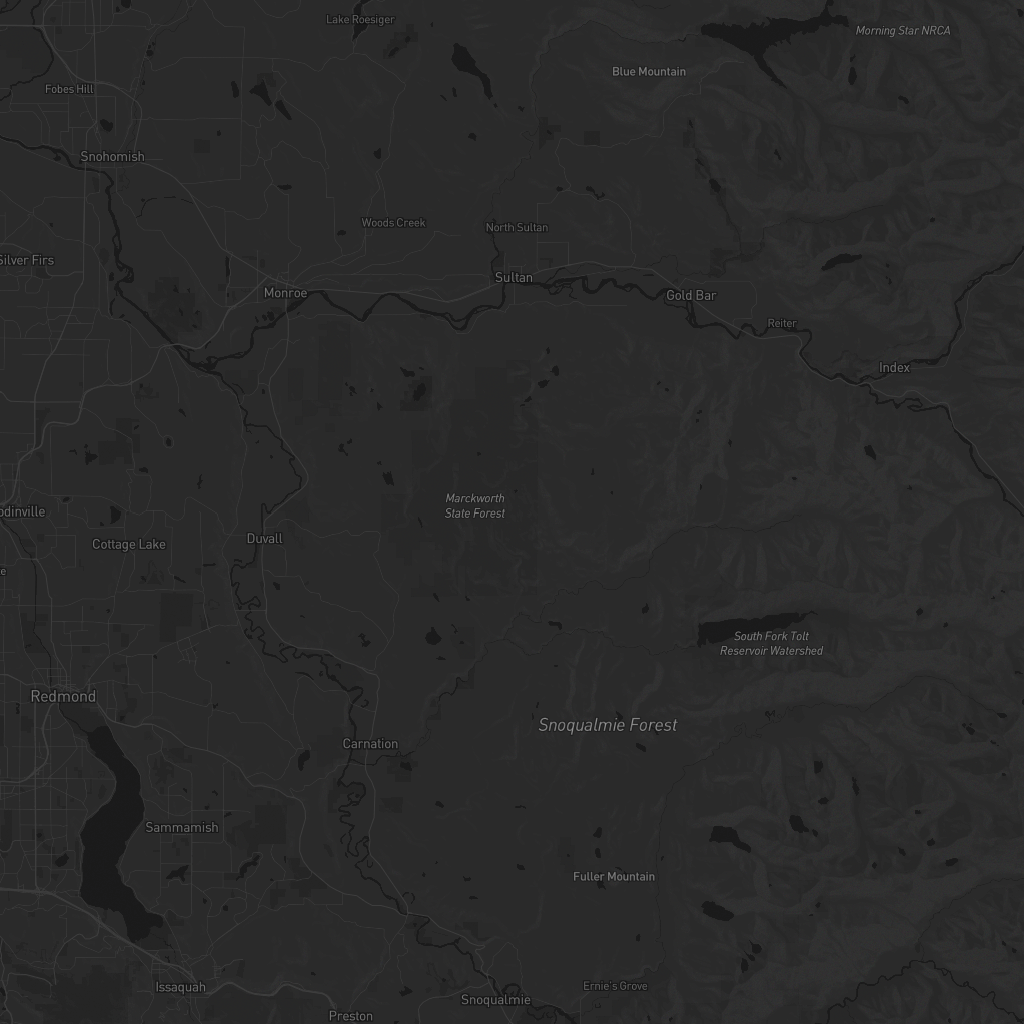 Lake Roesiger
Morning Star NRCA
Blue Mountain
Fobes Hill
Snohomish
Woods Creek
North Sultan
Silver Firs
Sultan
Monroe
Gold Bar
Reiter
Index
Marckworth
State Forest
odinville
Duvall
Cottage Lake
e
South Fork Tolt
Reservoir Watershed
Redmond
Snoqualmie Forest
Carnation
Sammamish
Fuller Mountain
Issaquah
Ernie's Grove
Snoqualmie
Preston